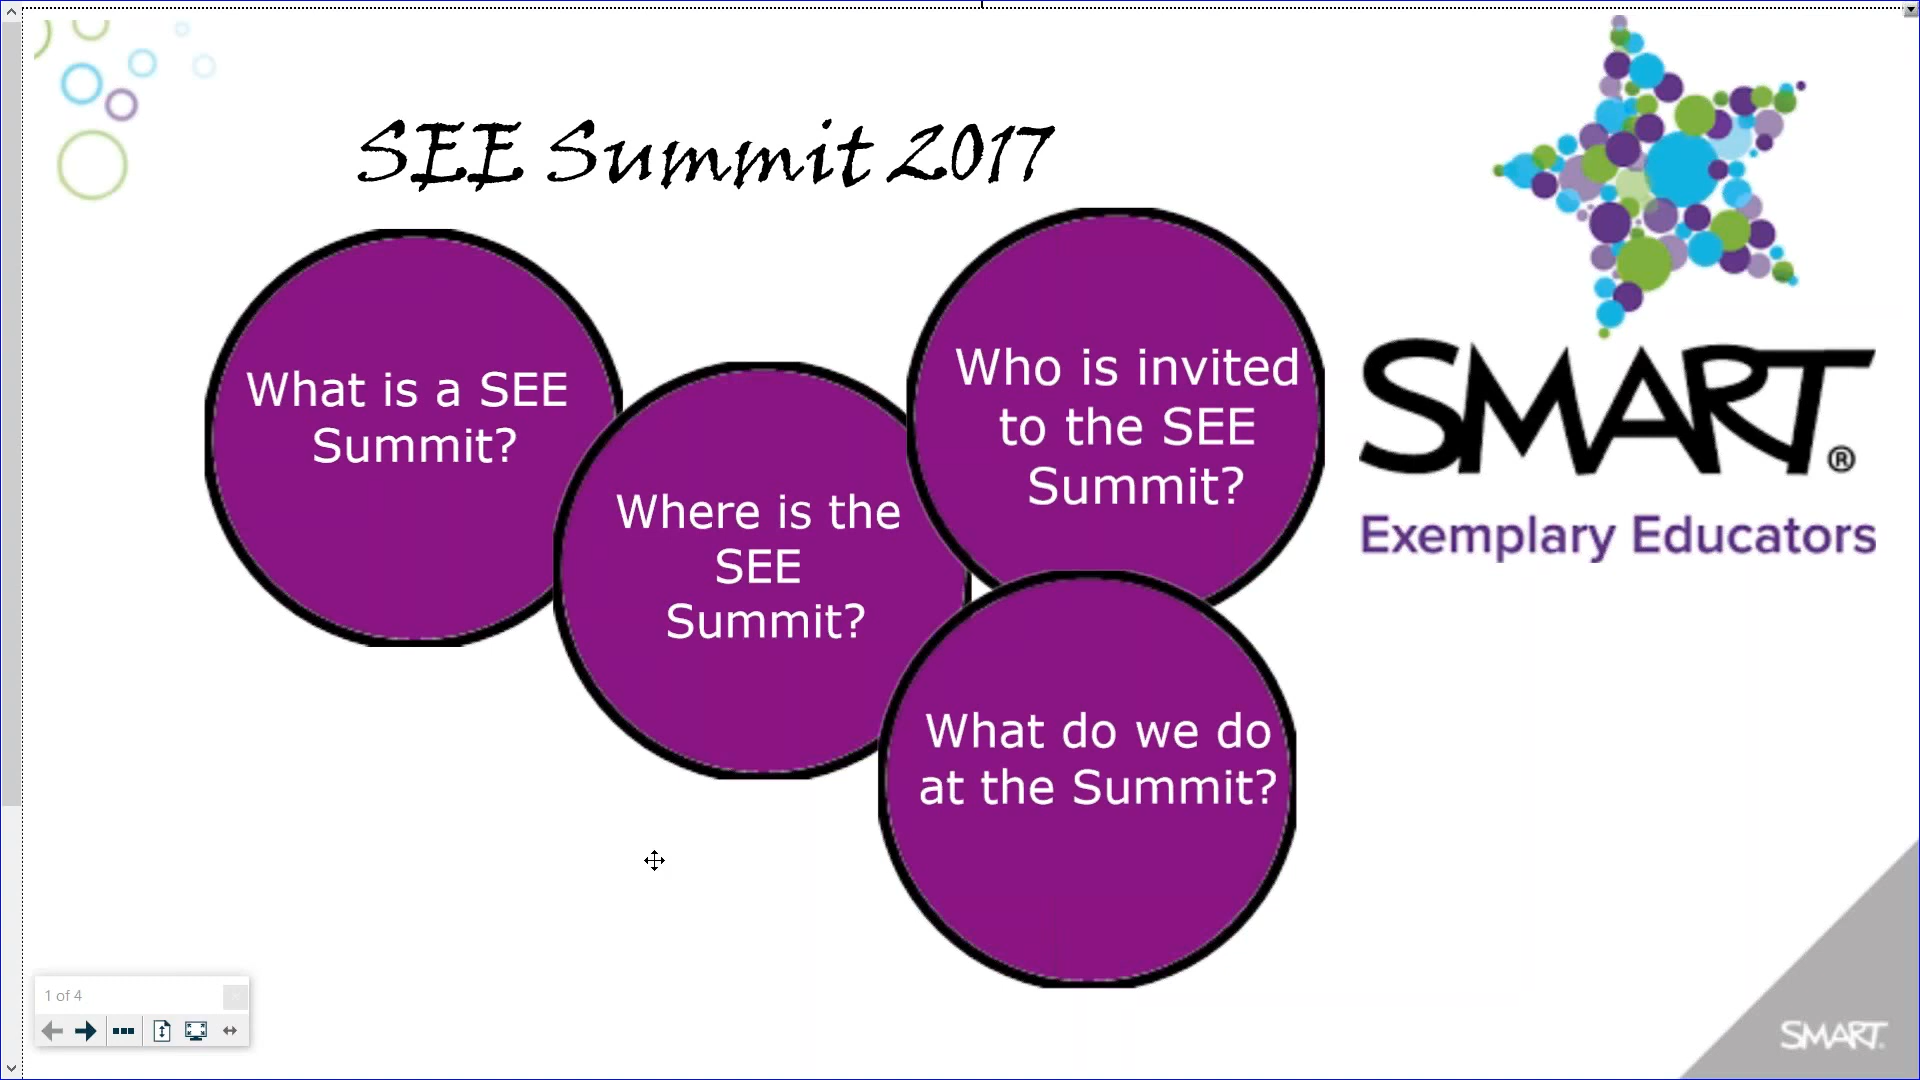 SEE Summit 2017
What is a SEE
Summit?
Where is the
SEE
Summit?
Who is invited
to the SEE
Summit?
What do we do
at the Summit?
SMART®
Exemplary Educators
1 of 4
SMART.